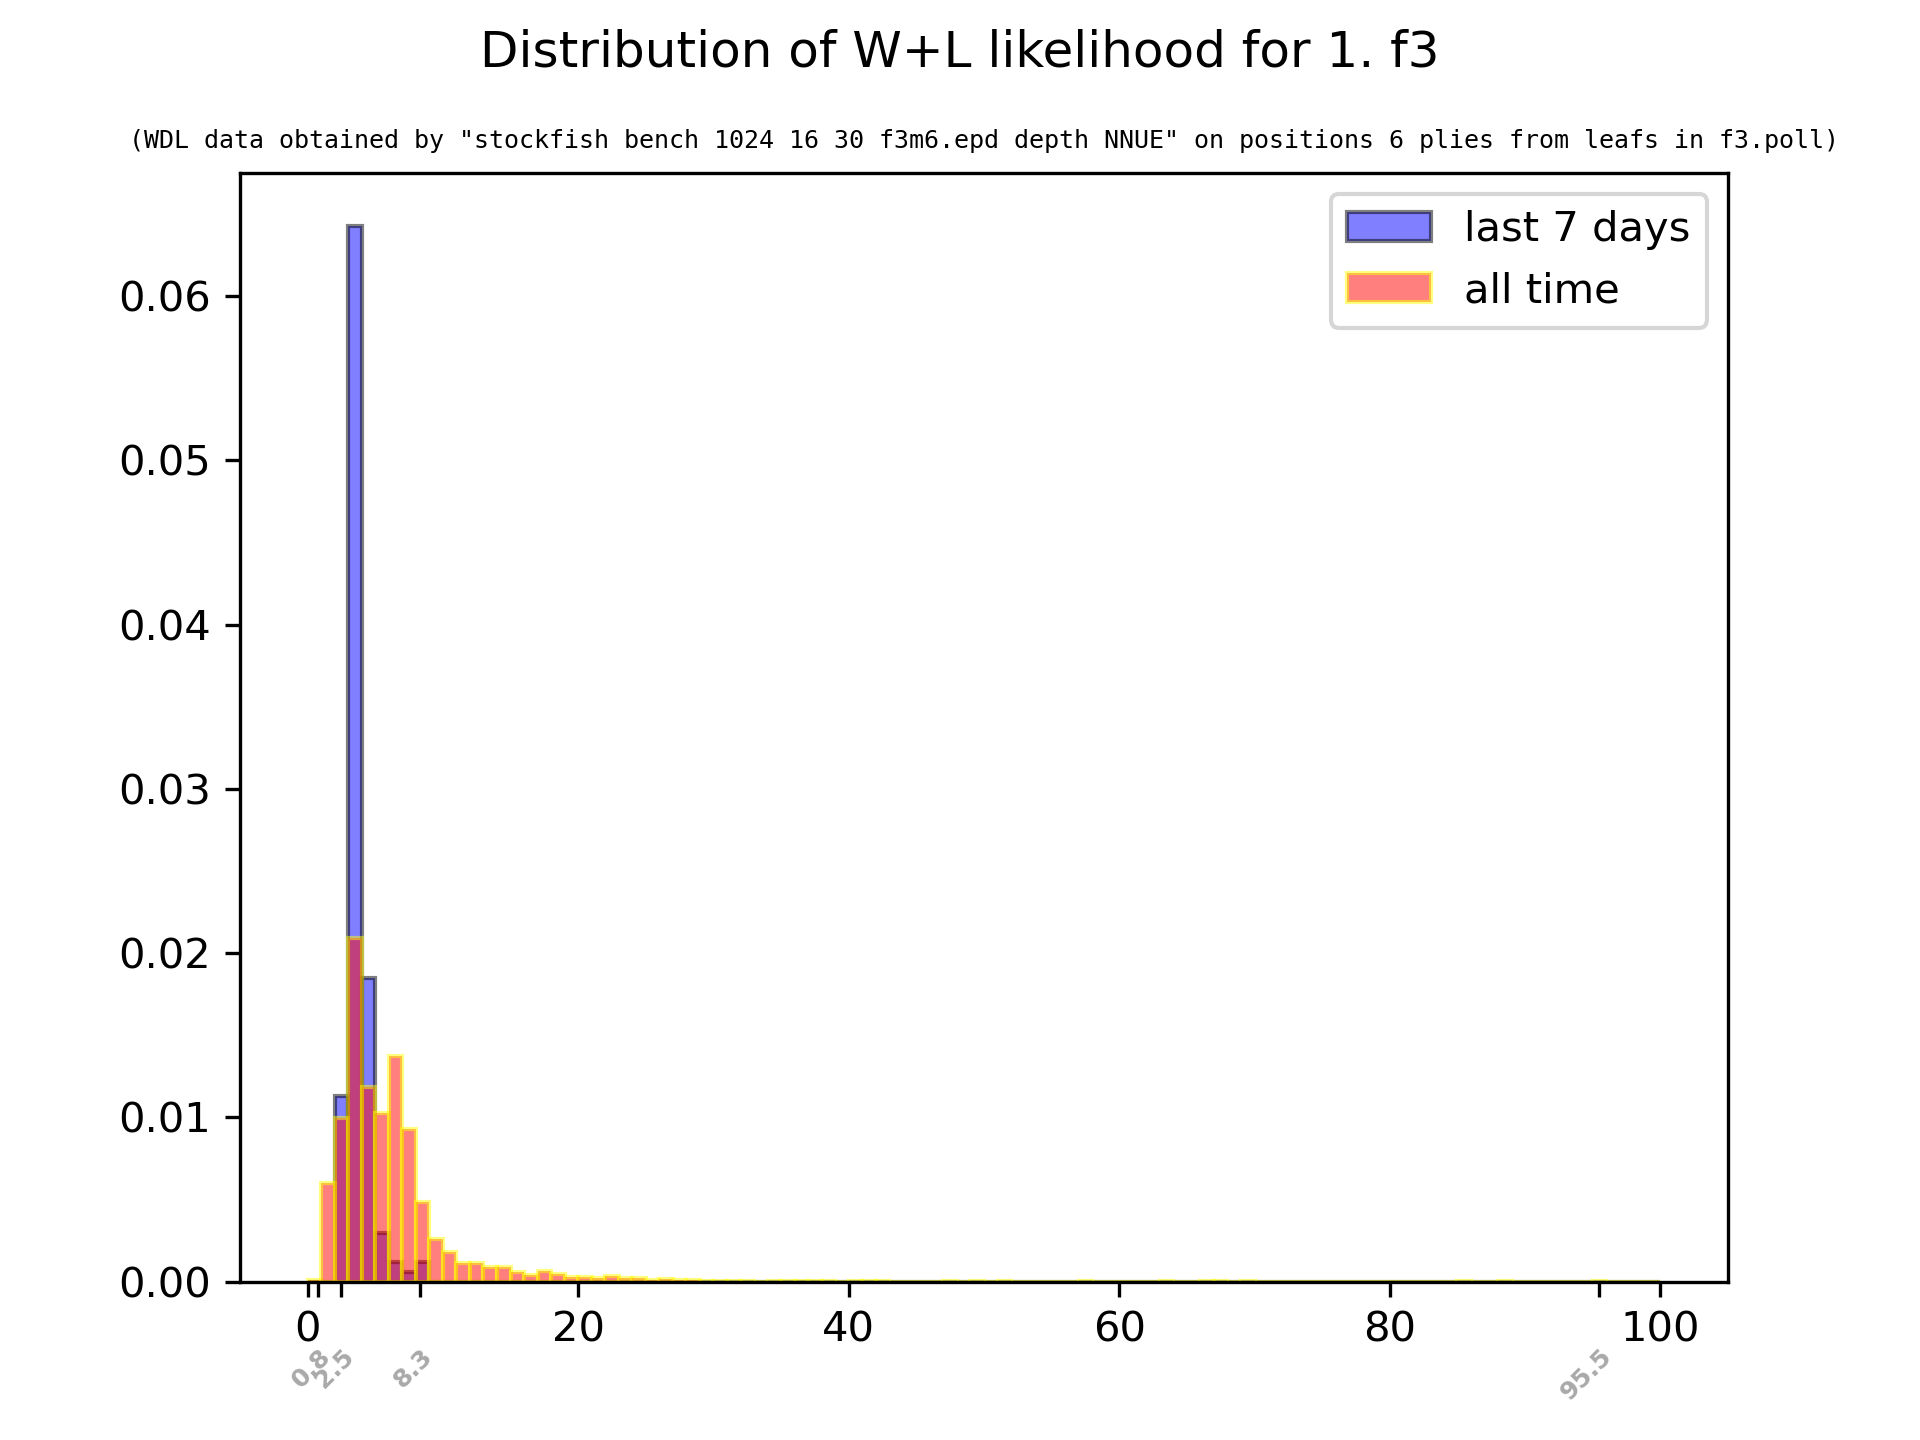 Distribution of W+L likelihood for 1. f3
(WDL data obtained by "stockfish bench 1024 16 30 f3m6.epd depth NNUE" on positions 6 plies from leafs in f3.poll)
last 7 days
all time
0.06
0.05
0.04
0.03
0.02
0.01
0.00
0 20 40 60 80 100
0.8 2.5 8.3 95.5